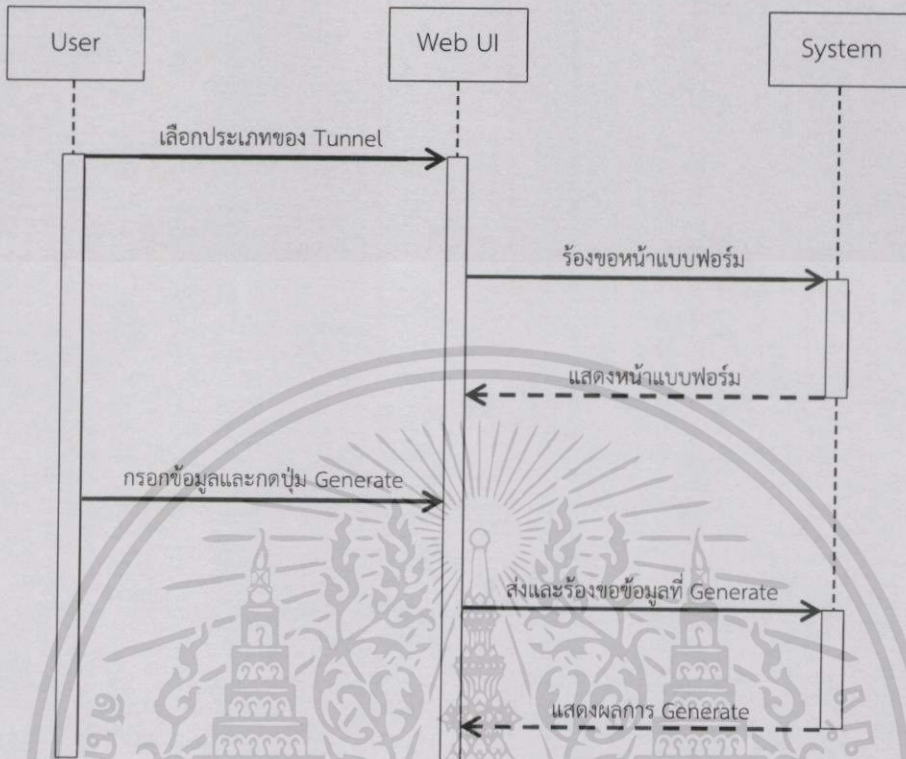 User
Web UI
System
เลือกประเภทของ Tunnel
ร้องขอหน้าแบบฟอร์ม
แสดงหน้าแบบฟอร์ม
กรอกข้อมูลและกดปุ่ม Generate
ส่งและร้องขอข้อมูลที่ Generate
แสดงผลการ Generate